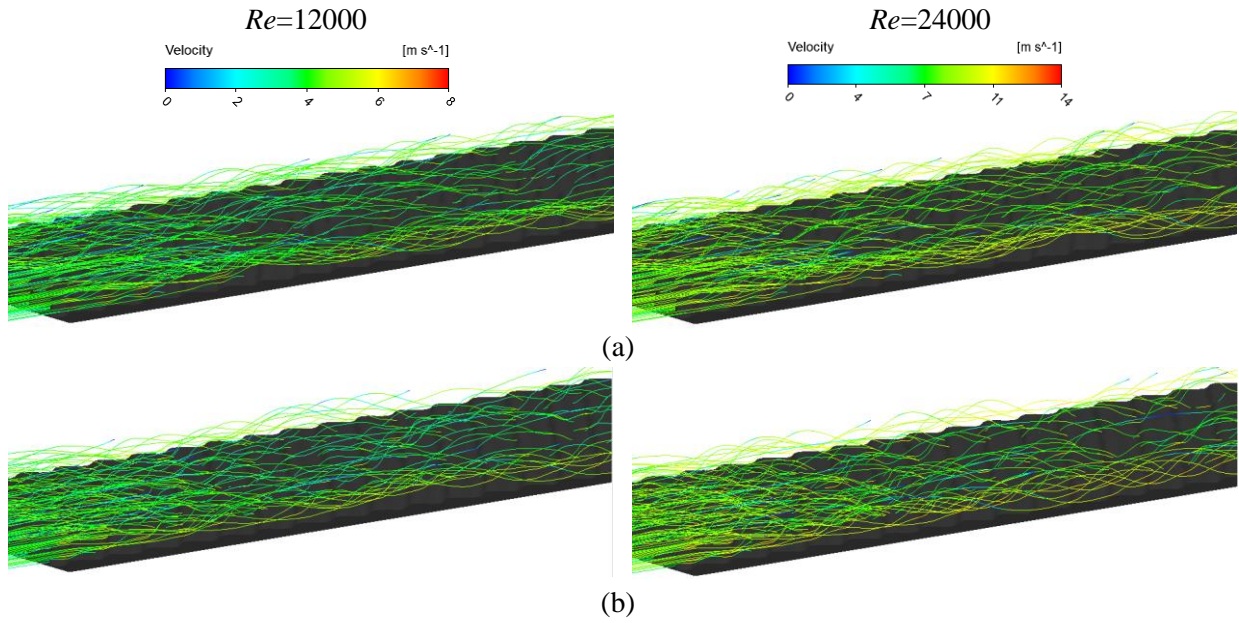 Re=12000
Re=24000
Velocity [m s^-1]
Velocity [m s^-1]
0 2 4 6 8
0 4 7 11 14
(a)
(b)